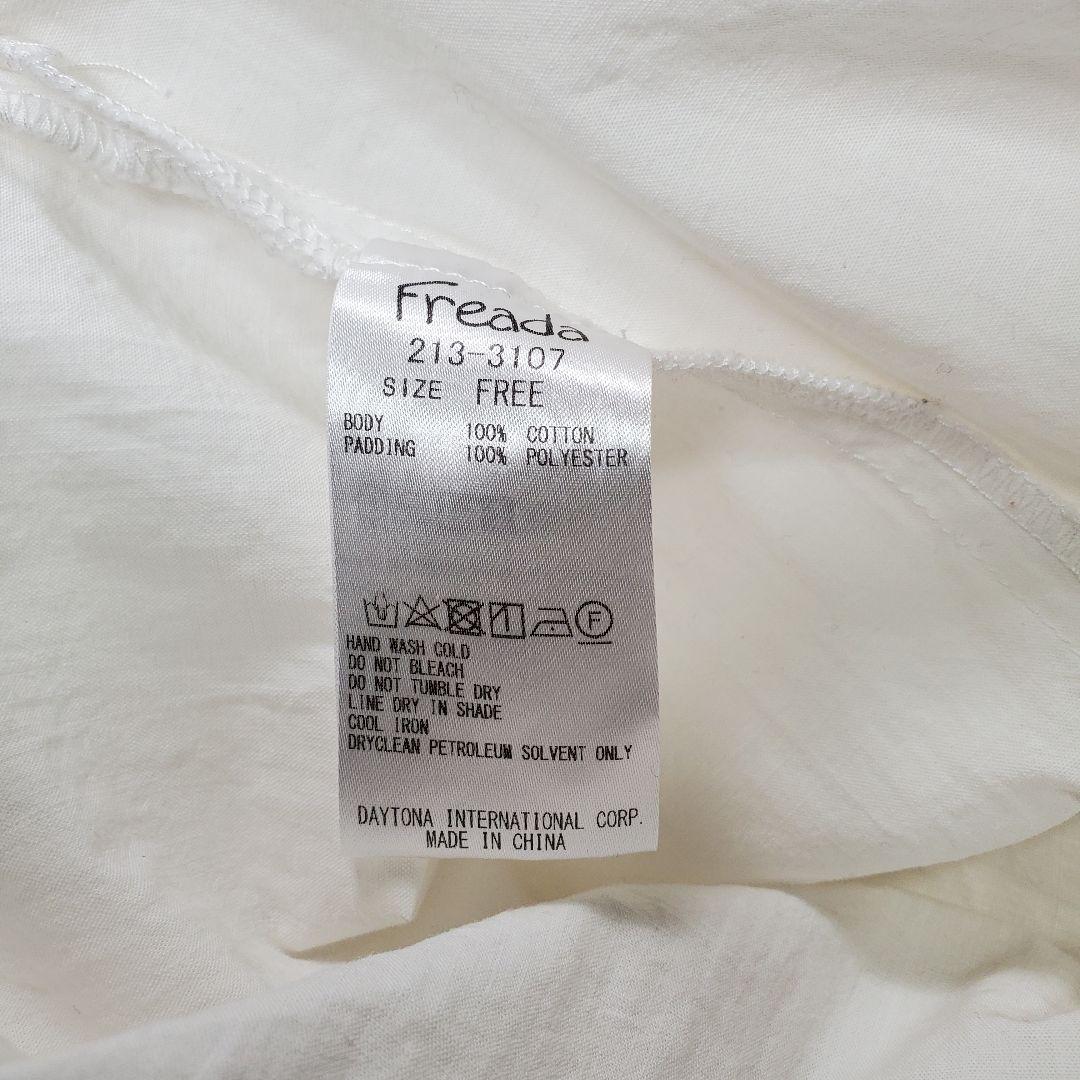 Freada
213-3107
SIZE FREE
BODY 100% COTTON
PADDING 100% POLYESTER
F
HAND WASH COLD
DO NOT BLEACH
DO NOT TUMBLE DRY
LINE DRY IN SHADE
COOL IRON
DRYCLEAN PETROLEUM SOLVENT ONLY
DAYTONA INTERNATIONAL CORP.
MADE IN CHINA